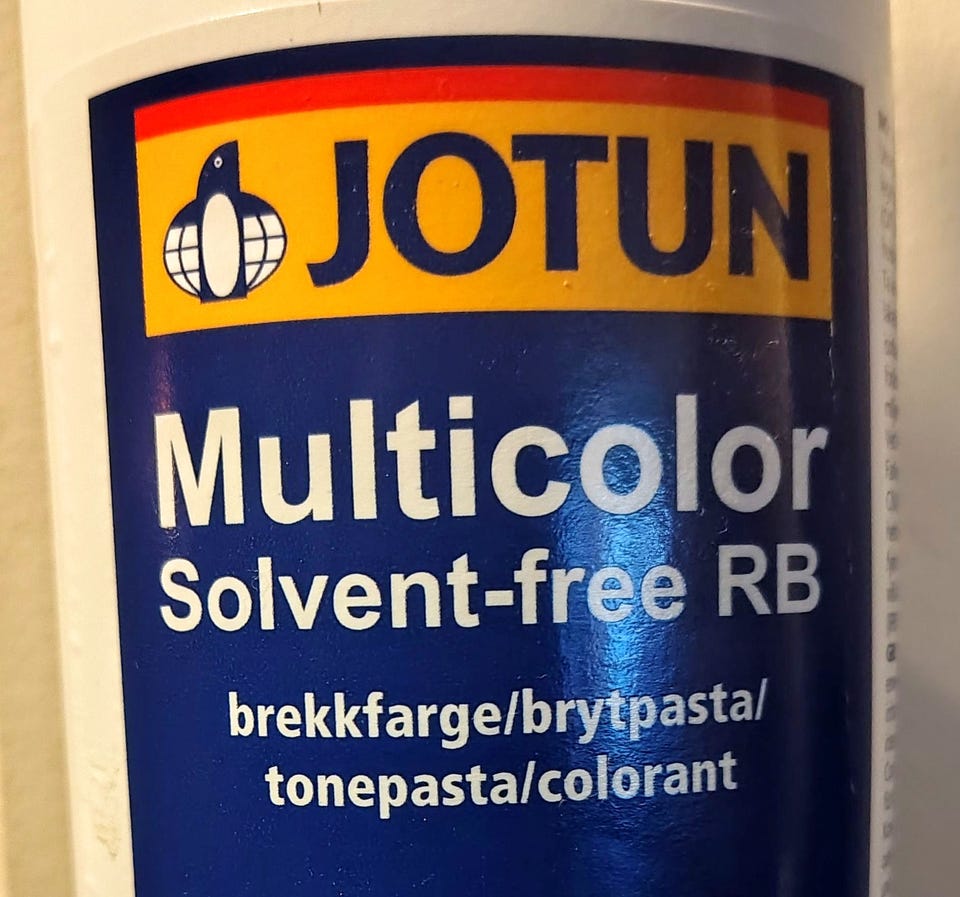 JOTUN
Multicolor
Solvent-free RB
brekkfarge/brytpasta/
tonepasta/colorant